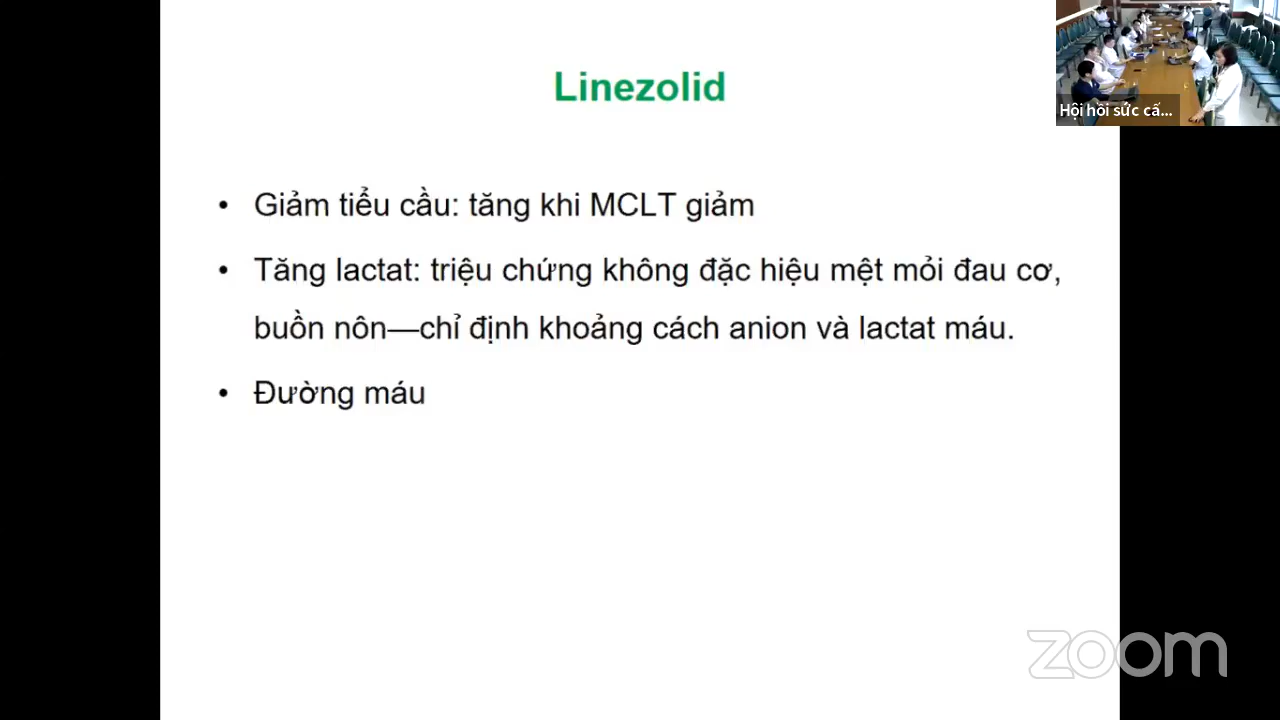 Linezolid
Hội hồi sức cấ...
• Giảm tiểu cầu: tăng khi MCLT giảm
• Tăng lactat: triệu chứng không đặc hiệu mệt mỏi đau cơ,
buồn nôn—chỉ định khoảng cách anion và lactat máu.
• Đường máu
zoom